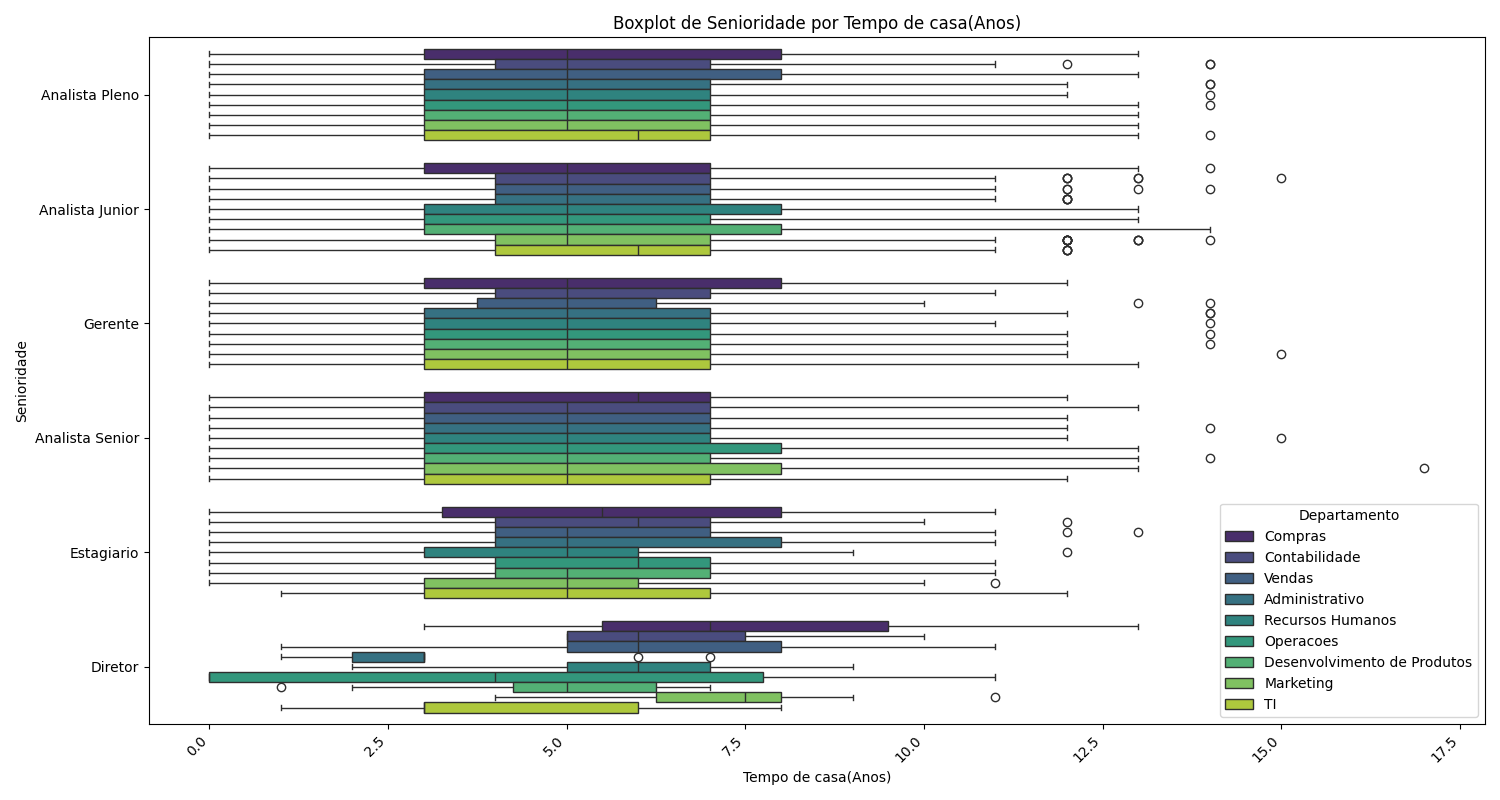 Boxplot de Senioridade por Tempo de casa(Anos)
Senioridade
Analista Pleno
Analista Junior
Gerente
Analista Senior
Estagiario
Diretor
Departamento
Compras
Contabilidade
Vendas
Administrativo
Recursos Humanos
Operacoes
Desenvolvimento de Produtos
Marketing
TI
0.0
2.5
5.0
7.5
10.0
12.5
15.0
17.5
Tempo de casa(Anos)